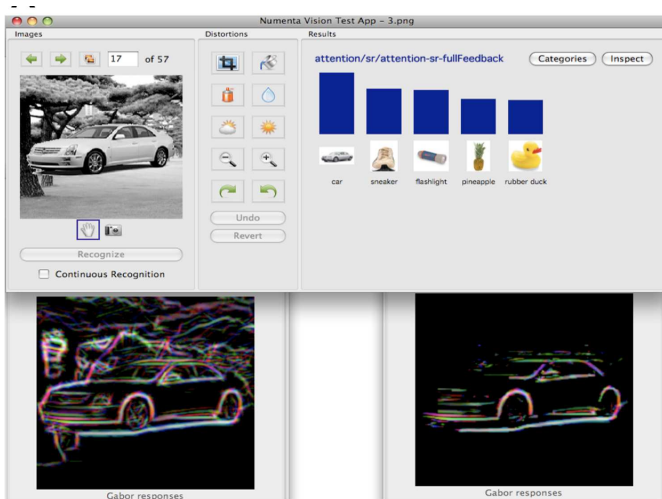 Numenta Vision Test App – 3.png
Images
Distortions
Results
17 of 57
attention/sr/attention-sr-fullFeedback
Categories
Inspect
car
sneaker
flashlight
pineapple
rubber duck
Undo
Revert
Recognize
Continuous Recognition
Gabor responses
Gabor responses